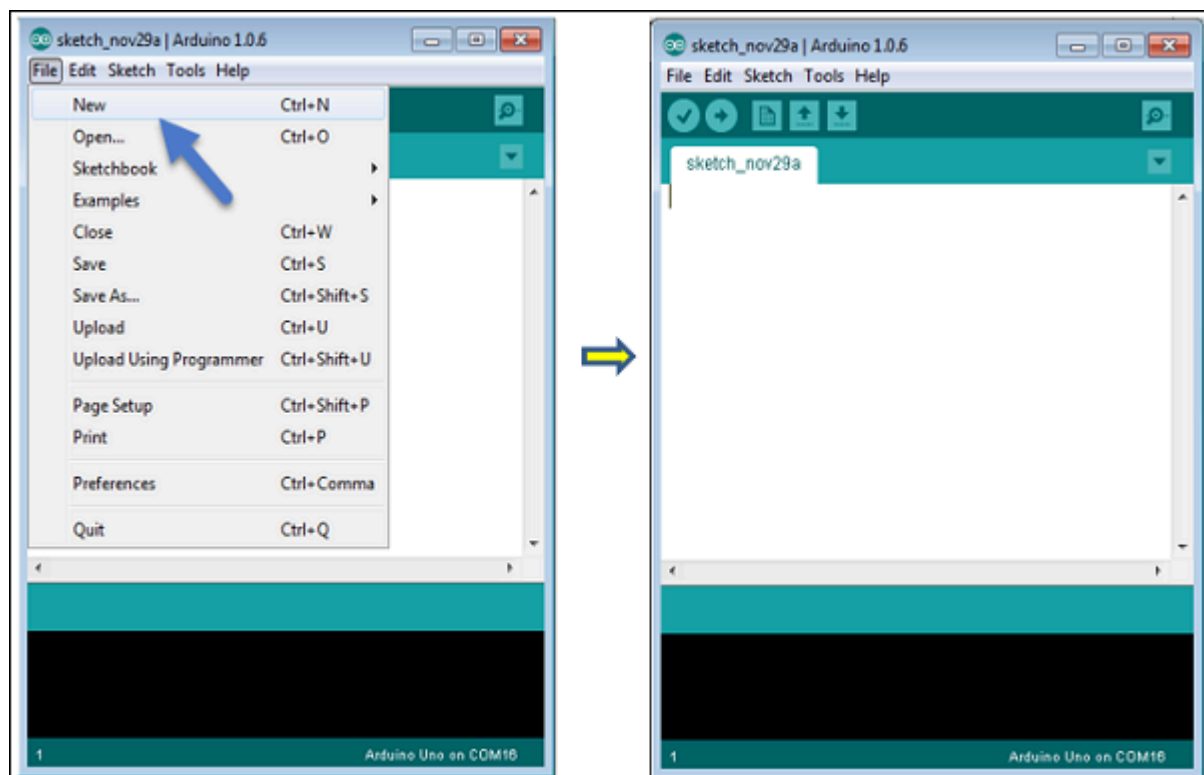 sketch_nov29a | Arduino 1.0.6
File Edit Sketch Tools Help
New Ctrl+N
Open... Ctrl+O
Sketchbook
Examples
Close Ctrl+W
Save Ctrl+S
Save As... Ctrl+Shift+S
Upload Ctrl+U
Upload Using Programmer Ctrl+Shift+U
Page Setup Ctrl+Shift+P
Print Ctrl+P
Preferences Ctrl+Comma
Quit Ctrl+Q
1 Arduino Uno on COM16
sketch_nov29a | Arduino 1.0.6
File Edit Sketch Tools Help
sketch_nov29a
1 Arduino Uno on COM16